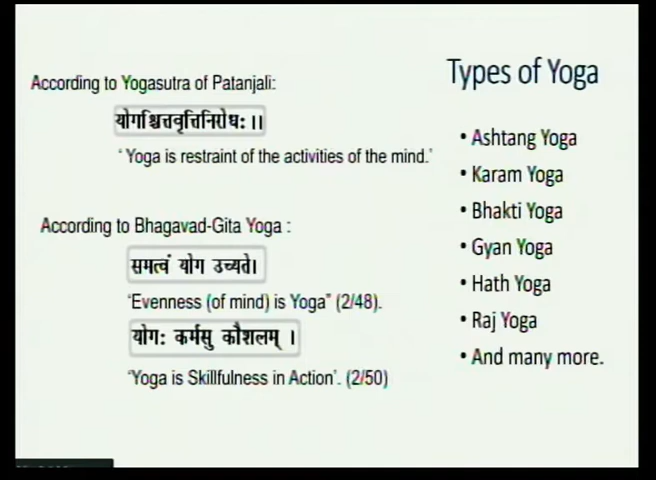 According to Yogasutra of Patanjali:
योगश्चित्तवृत्तिनिरोधः ।।
' Yoga is restraint of the activities of the mind.'
According to Bhagavad-Gita Yoga :
समत्वं योग उच्यते।
'Evenness (of mind) is Yoga" (2/48).
योगः कर्मसु कौशलम् ।
'Yoga is Skillfulness in Action'. (2/50)
Types of Yoga
• Ashtang Yoga
• Karam Yoga
• Bhakti Yoga
• Gyan Yoga
• Hath Yoga
• Raj Yoga
• And many more.